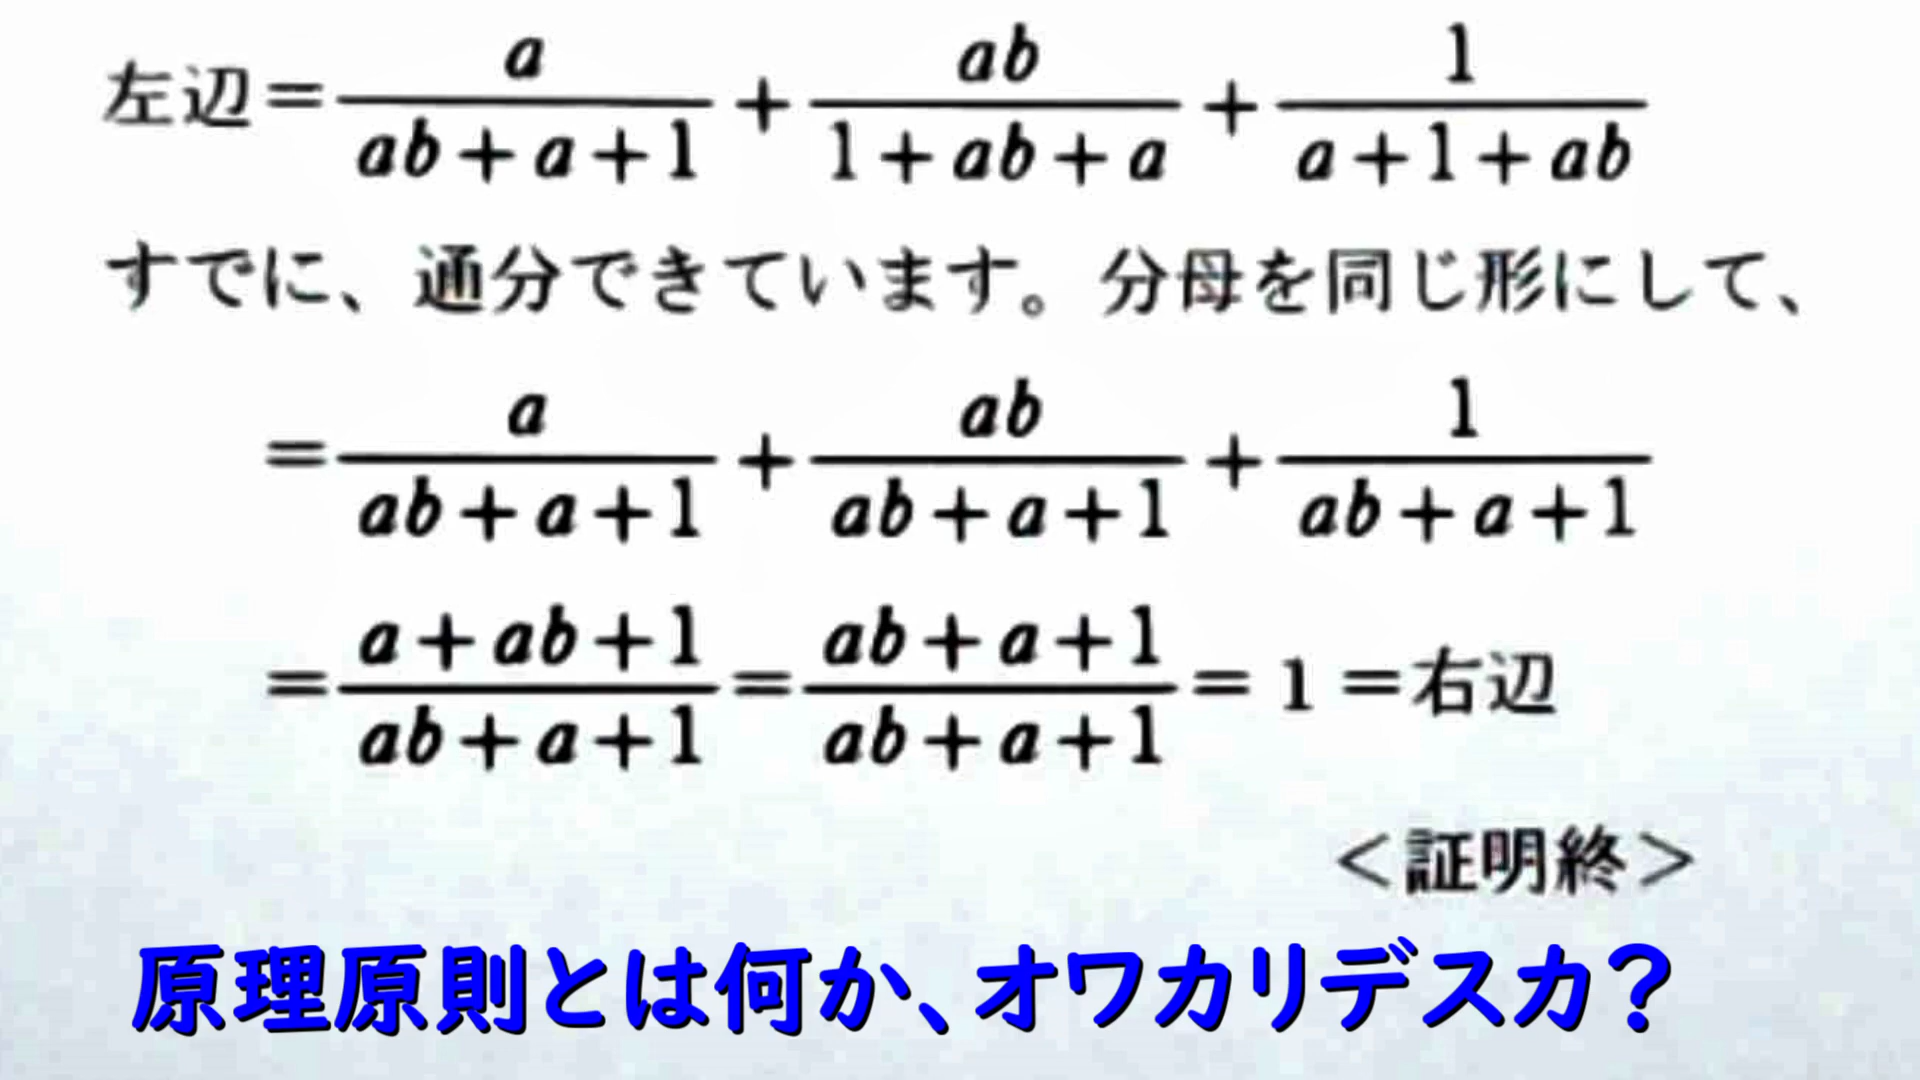 左辺＝a/(ab+a+1)+ab/(1+ab+a)+1/(a+1+ab)
すでに、通分できています。分母を同じ形にして、
＝a/(ab+a+1)+ab/(ab+a+1)+1/(ab+a+1)
＝(a+ab+1)/(ab+a+1)＝(ab+a+1)/(ab+a+1)＝1＝右辺
＜証明終＞
原理原則とは何か、オワカリデスカ？